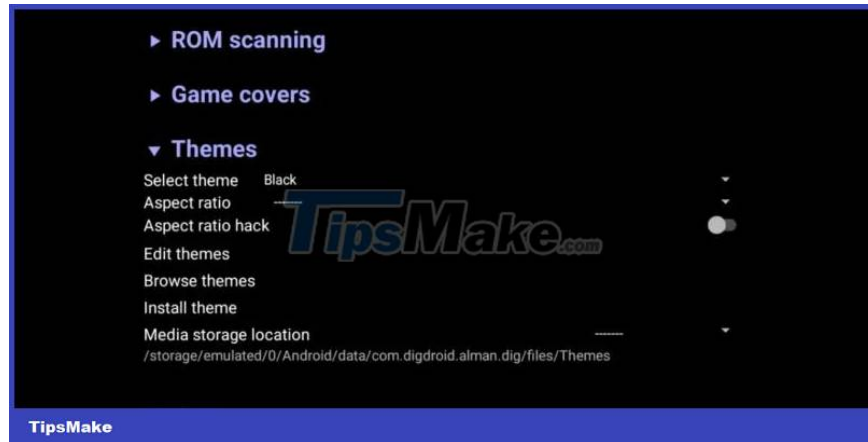 ROM scanning
Game covers
Themes
Select theme Black
Aspect ratio -------
Aspect ratio hack
TipsMake.com
Edit themes
Browse themes
Install theme
Media storage location -------
/storage/emulated/0/Android/data/com.digdroid.alman.dig/files/Themes
TipsMake